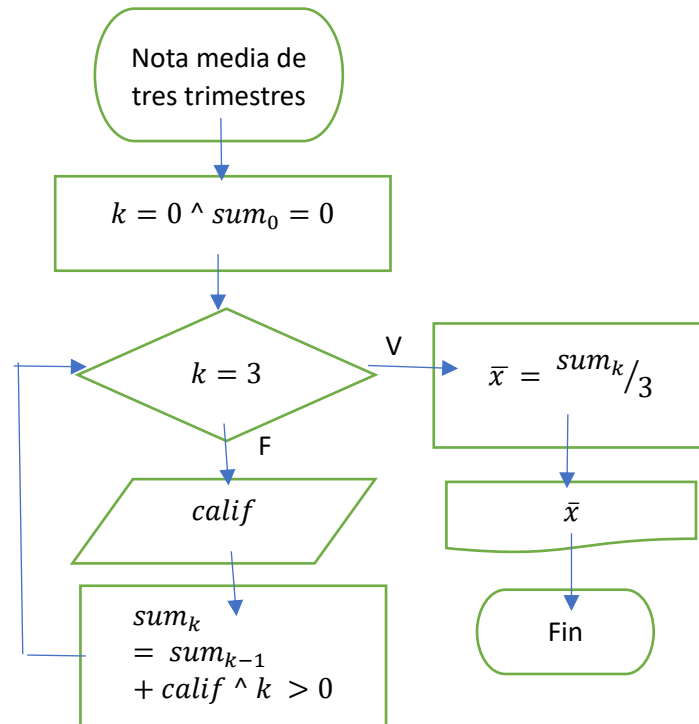 Nota media de
tres trimestres
𝑘 = 0 ^ 𝑠𝑢𝑚₀ = 0
𝑘 = 3
V
x̄ = 𝑠𝑢𝑚ₖ/3
F
𝑐𝑎𝑙𝑖𝑓
x̄
𝑠𝑢𝑚ₖ
= 𝑠𝑢𝑚ₖ₋₁
+ 𝑐𝑎𝑙𝑖𝑓 ^ 𝑘 > 0
Fin